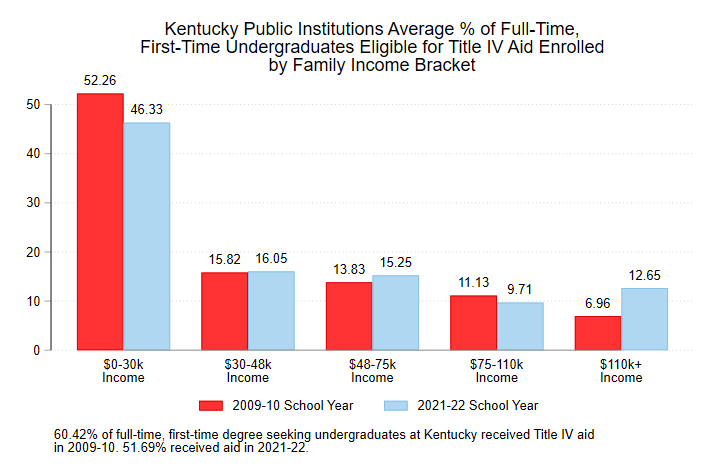 Kentucky Public Institutions Average % of Full-Time,
First-Time Undergraduates Eligible for Title IV Aid Enrolled
by Family Income Bracket
52.26
46.33
15.82
16.05
13.83
15.25
11.13
9.71
6.96
12.65
50
40
30
20
10
0
$0-30k
Income
$30-48k
Income
$48-75k
Income
$75-110k
Income
$110k+
Income
2009-10 School Year
2021-22 School Year
60.42% of full-time, first-time degree seeking undergraduates at Kentucky received Title IV aid
in 2009-10. 51.69% received aid in 2021-22.